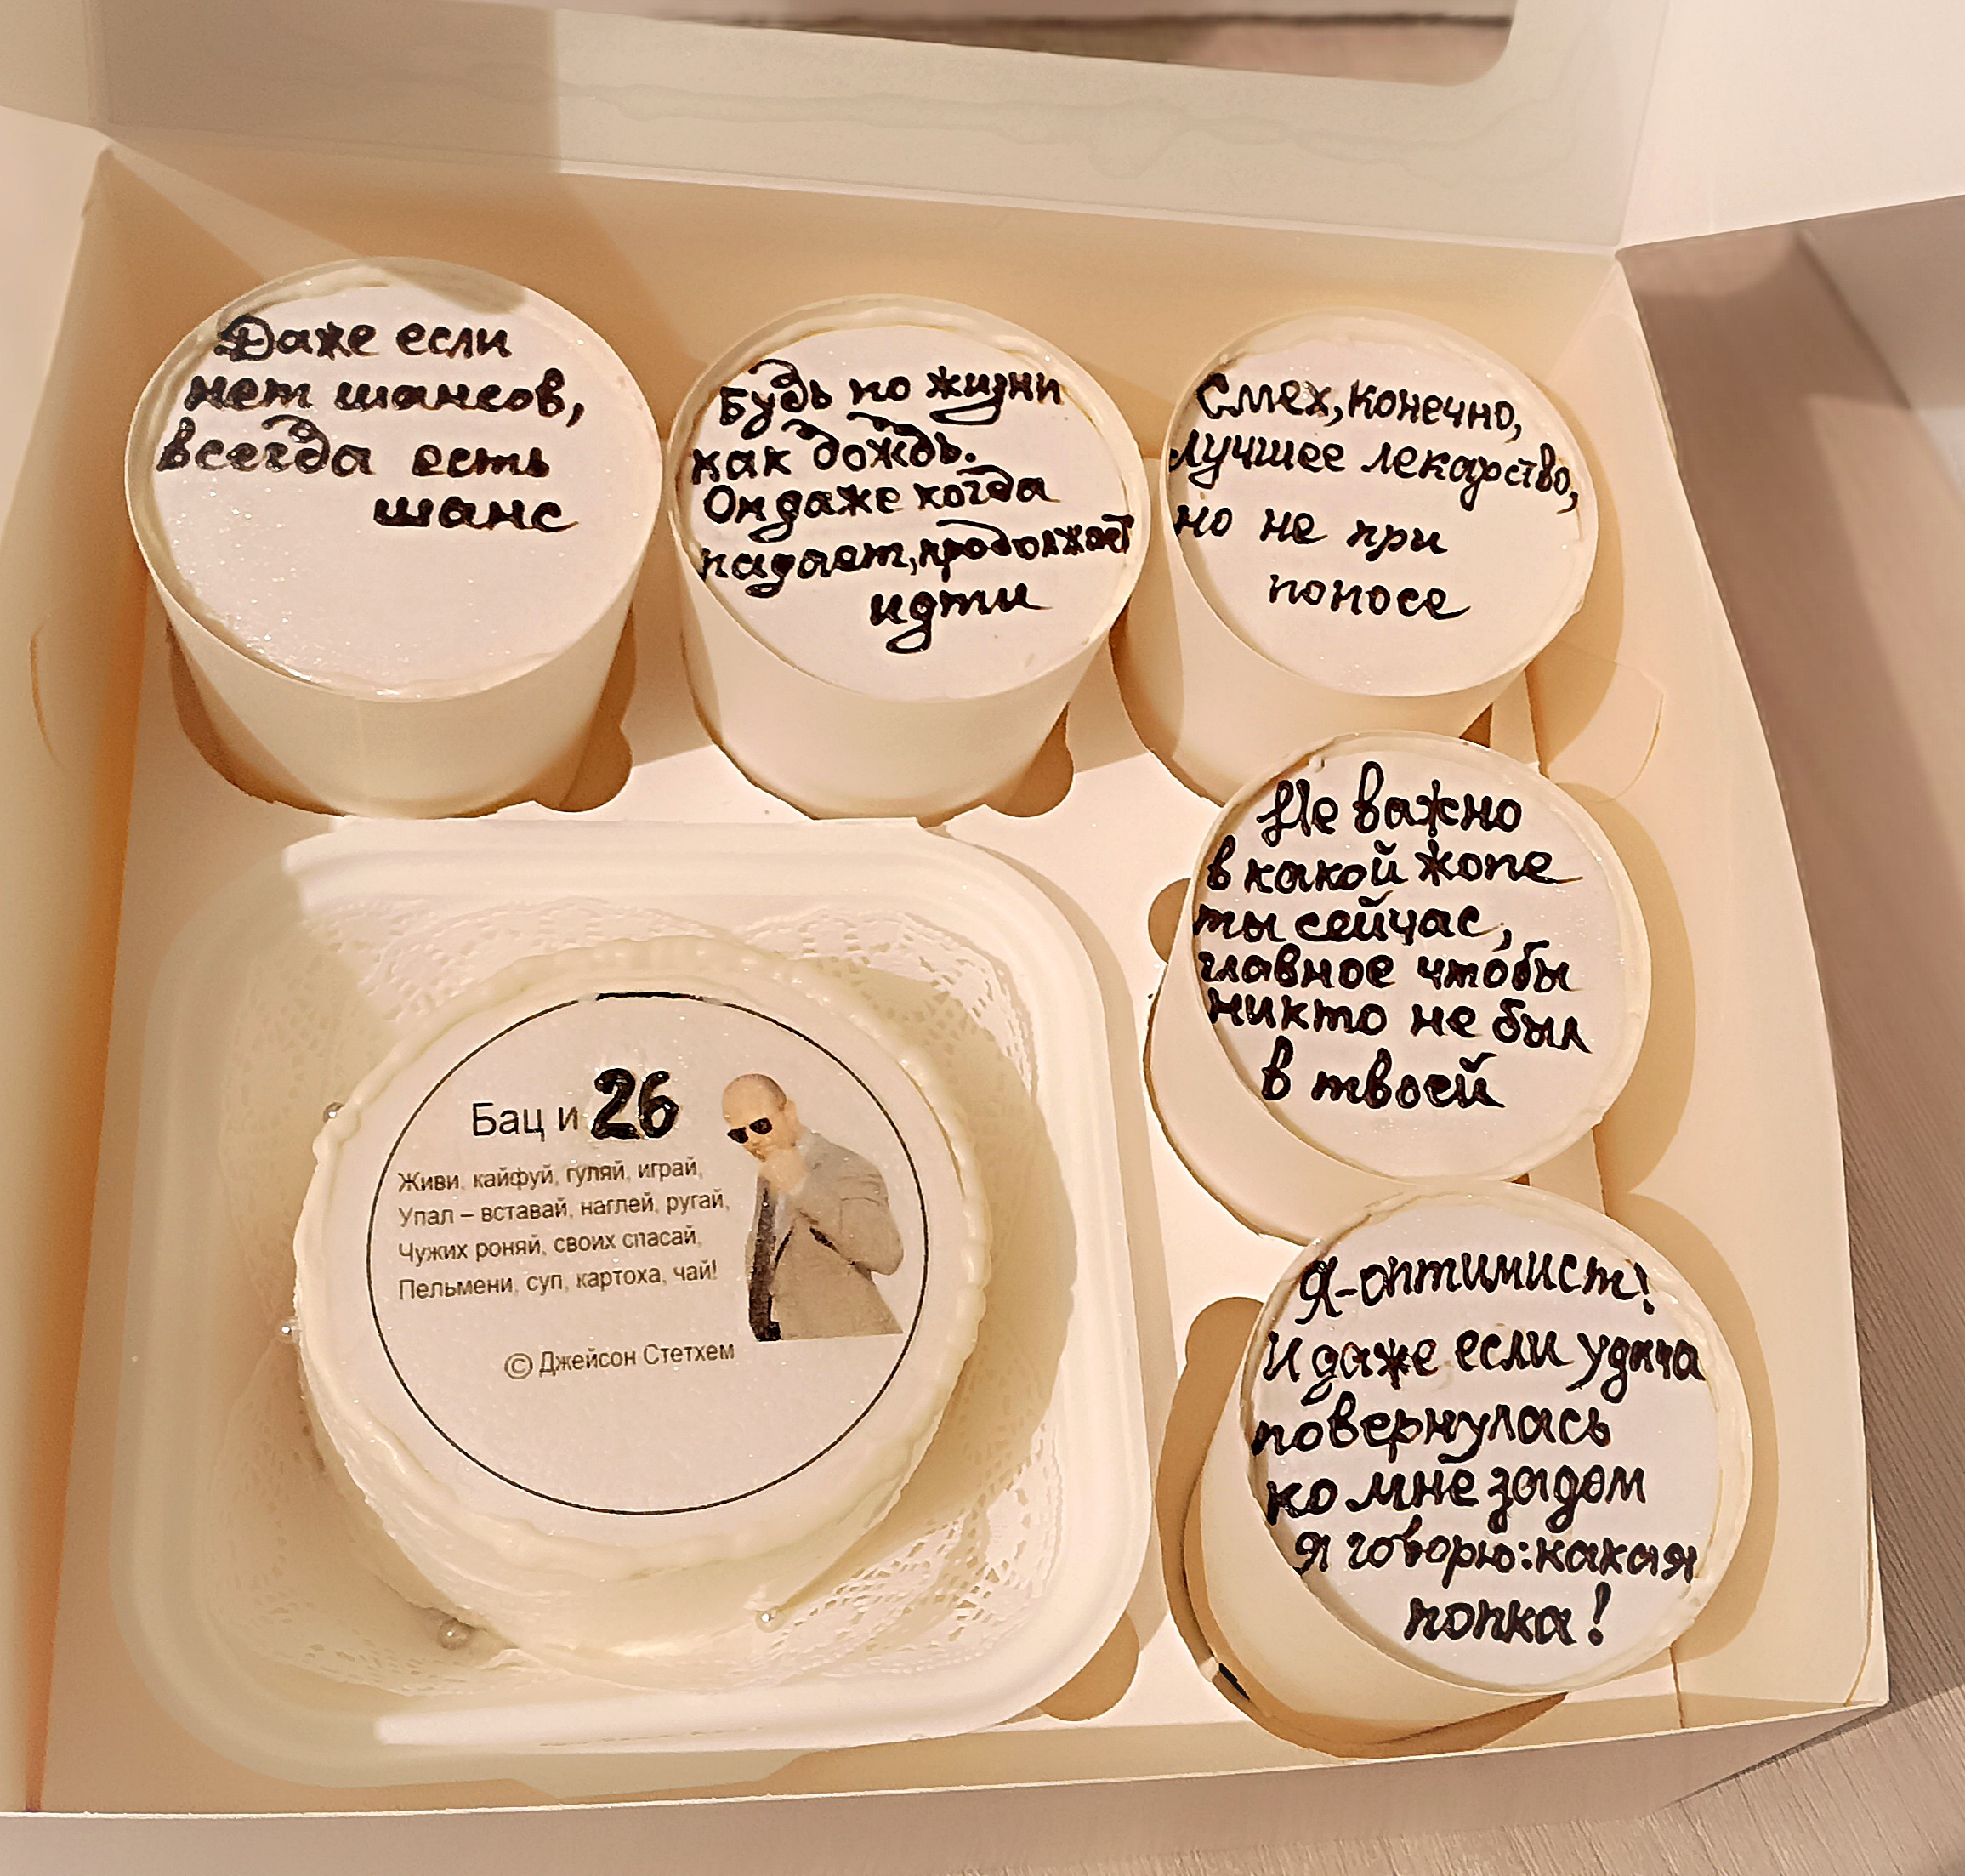 Даже если
нет шансов,
всегда есть
шанс
Будь по жизни
как дождь.
Он даже когда
падает, продолжает
идти
Смех, конечно,
лучшее лекарство,
но не при
поносе
Не важно
в какой жопе
ты сейчас,
главное чтобы
никто не был
в твоей
Бац и 26
Живи, кайфуй, гуляй, играй,
Упал – вставай, наглей, ругай,
Чужих роняй, своих спасай,
Пельмени, суп, картоха, чай!
© Джейсон Стетхем
Я-оптимист!
И даже если удача
повернулась
ко мне задом
я говорю: какая
попка!